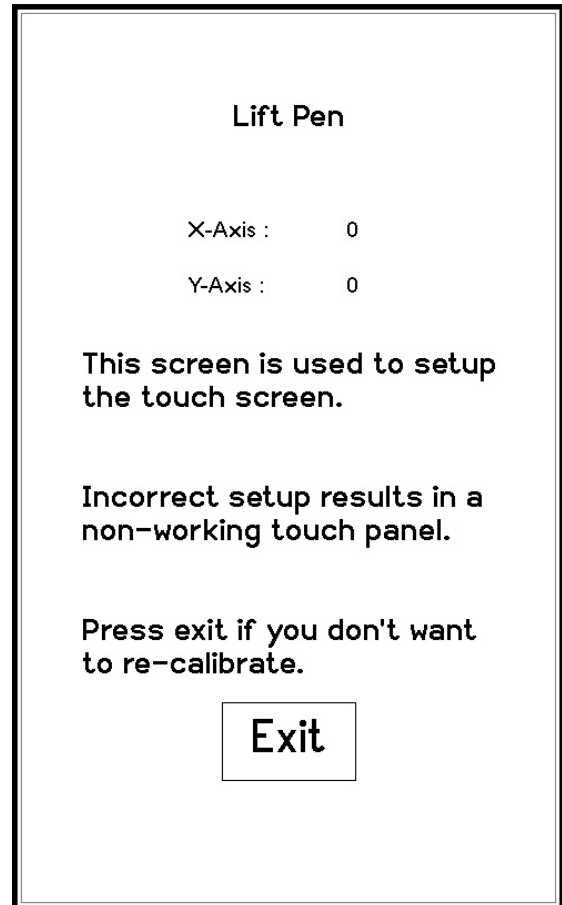 Lift Pen
X-Axis : 0
Y-Axis : 0
This screen is used to setup
the touch screen.
Incorrect setup results in a
non-working touch panel.
Press exit if you don't want
to re-calibrate.
Exit